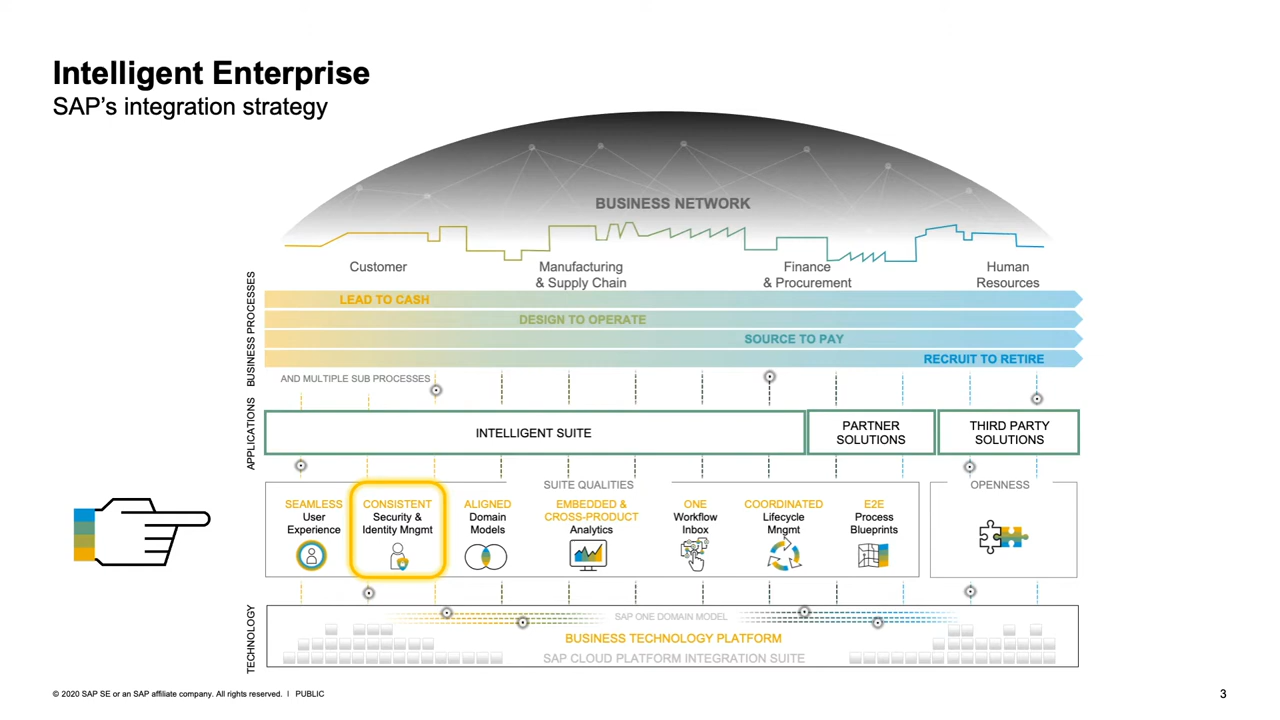 Intelligent Enterprise
SAP's integration strategy
BUSINESS NETWORK
Customer
Manufacturing
& Supply Chain
Finance
& Procurement
Human
Resources
BUSINESS PROCESSES
LEAD TO CASH
DESIGN TO OPERATE
SOURCE TO PAY
RECRUIT TO RETIRE
AND MULTIPLE SUB PROCESSES
APPLICATIONS
INTELLIGENT SUITE
PARTNER
SOLUTIONS
THIRD PARTY
SOLUTIONS
SUITE QUALITIES
OPENNESS
SEAMLESS
User
Experience
CONSISTENT
Security &
Identity Mngmt
ALIGNED
Domain
Models
EMBEDDED &
CROSS-PRODUCT
Analytics
ONE
Workflow
Inbox
COORDINATED
Lifecycle
Mngmt
E2E
Process
Blueprints
TECHNOLOGY
SAP ONE DOMAIN MODEL
BUSINESS TECHNOLOGY PLATFORM
SAP CLOUD PLATFORM INTEGRATION SUITE
© 2020 SAP SE or an SAP affiliate company. All rights reserved. I PUBLIC
3